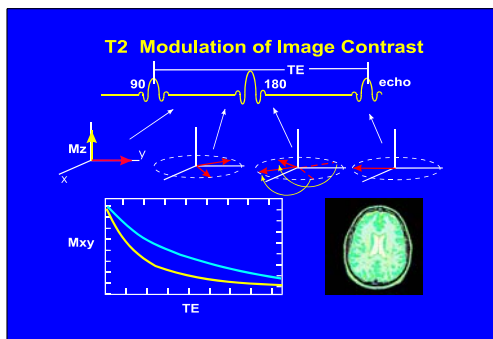 T2 Modulation of Image Contrast
TE
90
180
echo
Mz
y
x
Mxy
TE